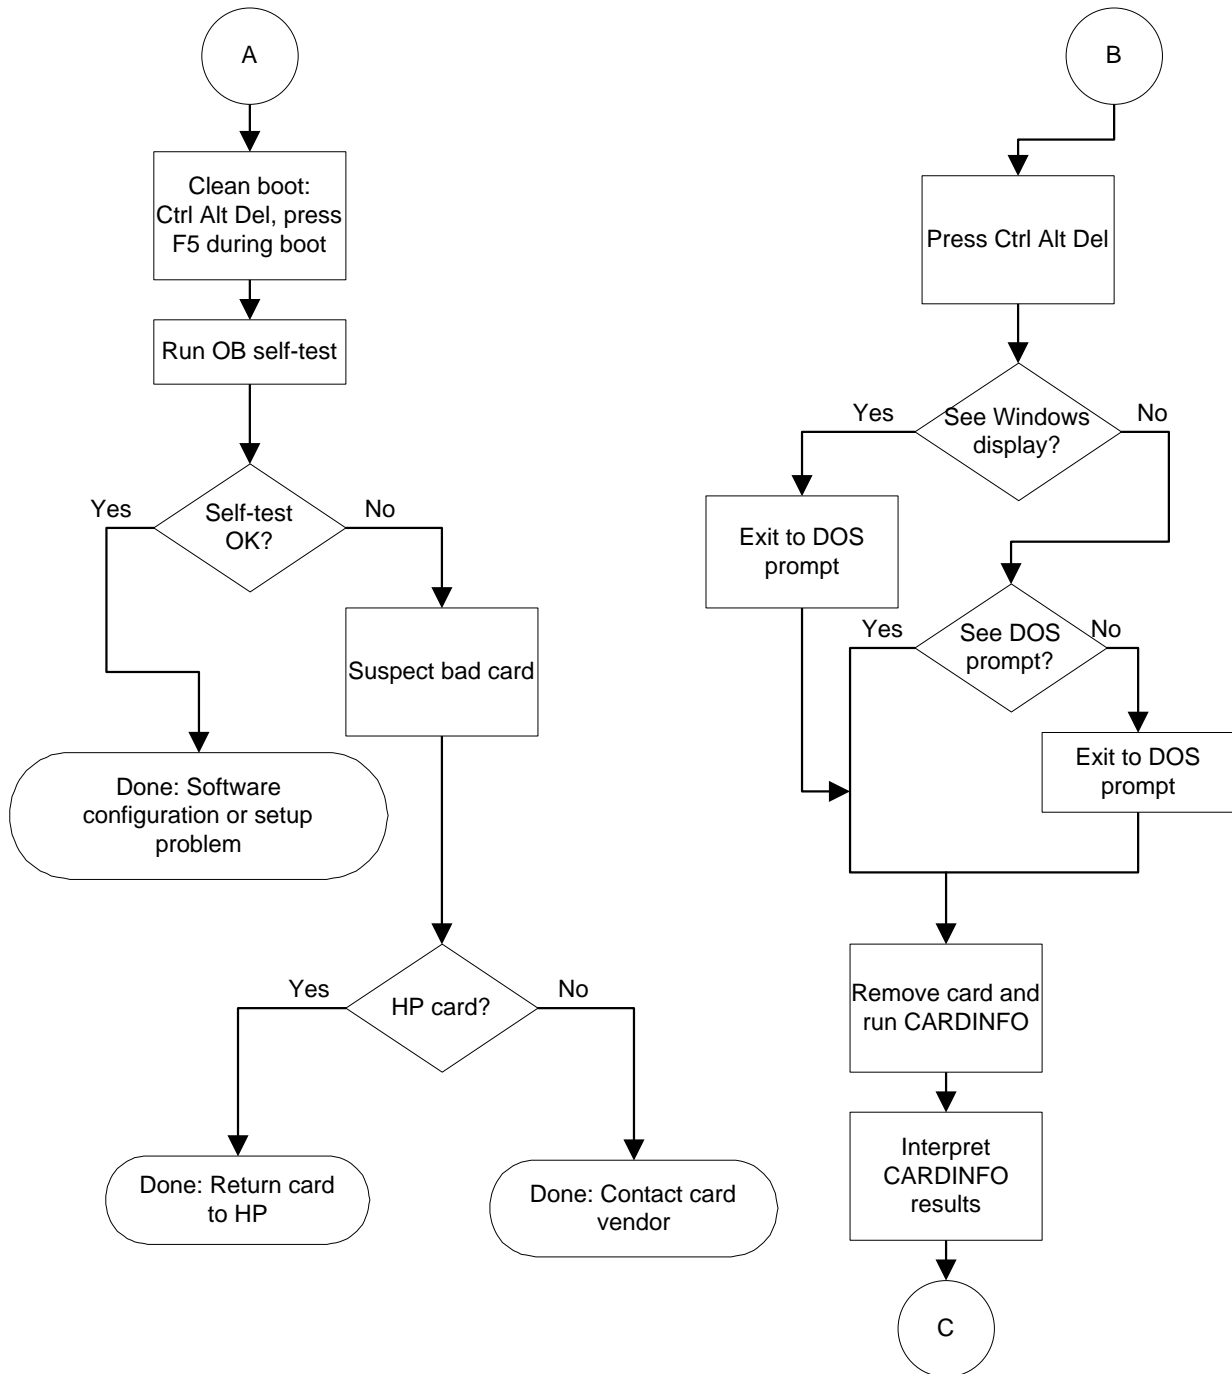 A
Clean boot:
Ctrl Alt Del, press
F5 during boot
Run OB self-test
Yes
Self-test
OK?
No
Suspect bad card
Done: Software
configuration or setup
problem
Yes
HP card?
No
Done: Return card
to HP
Done: Contact card
vendor
B
Press Ctrl Alt Del
Yes
See Windows
display?
No
Exit to DOS
prompt
Yes
See DOS
prompt?
No
Exit to DOS
prompt
Remove card and
run CARDINFO
Interpret
CARDINFO
results
C